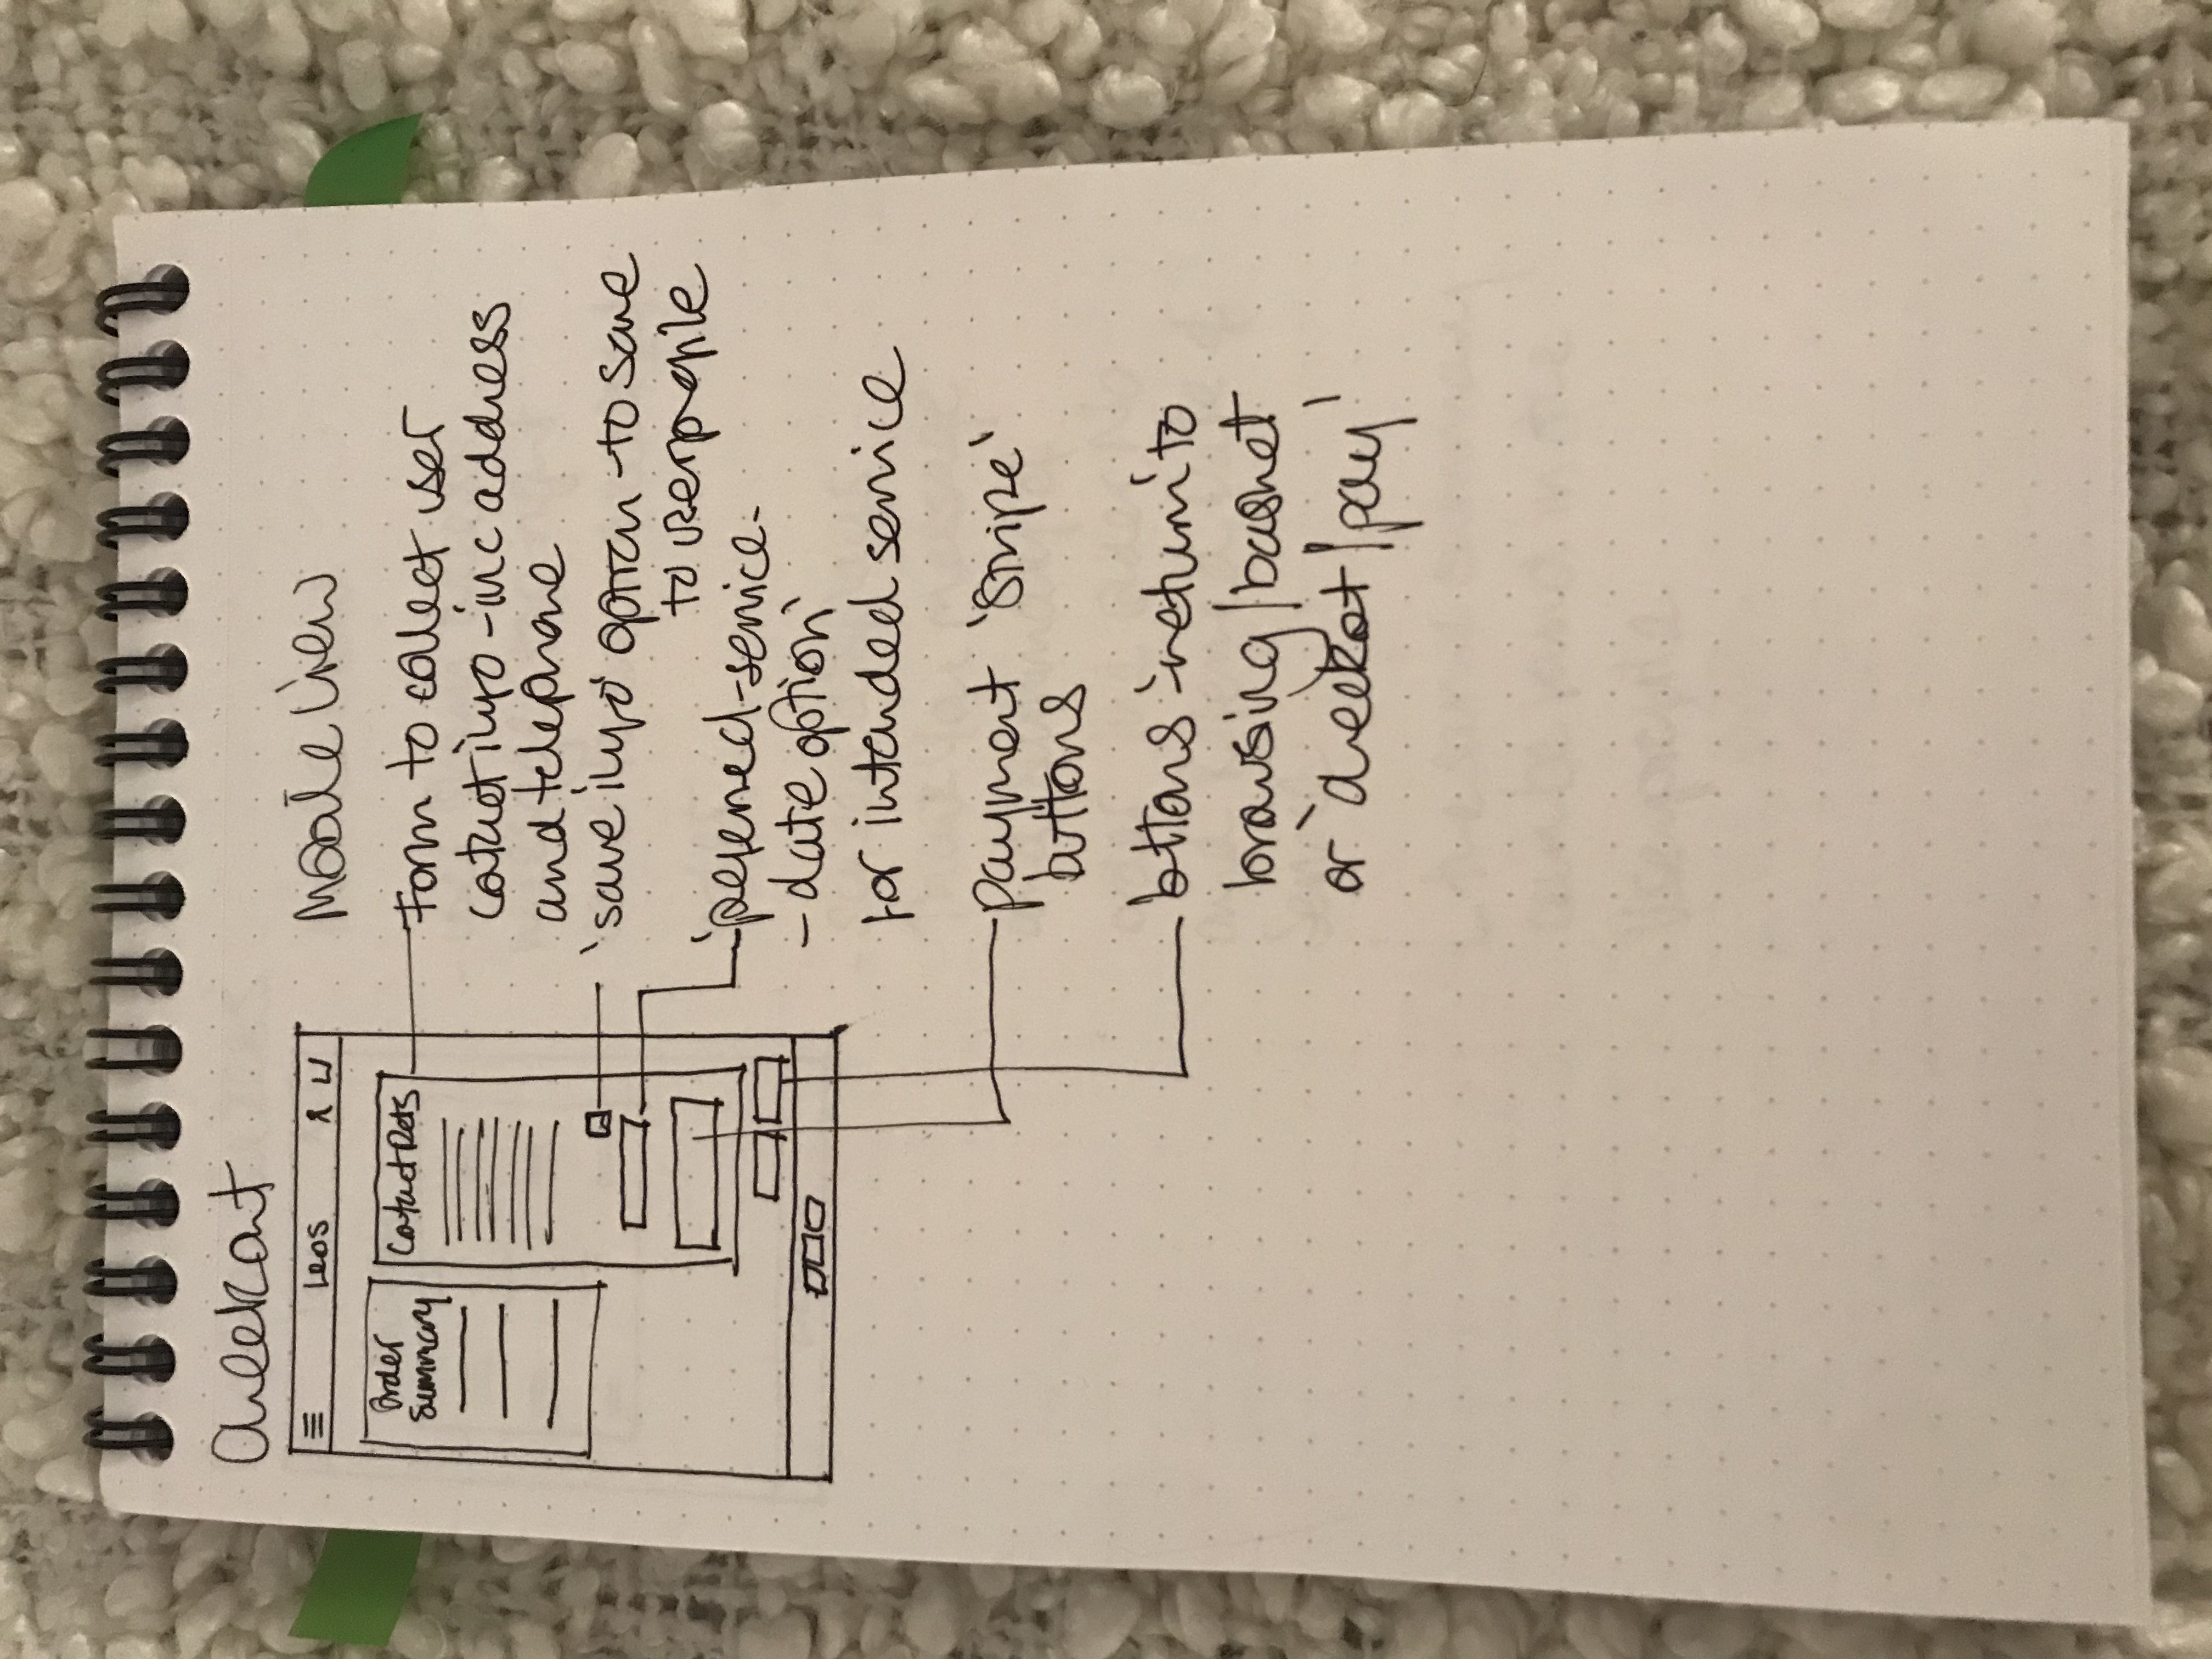 Checkout
Leos
Order
Summary
Contact Dets
Mobile View
Form to collect user
contact info - inc address
and telephone
'save info' option - to save
to userprofile
'preferred-service-
-date option'
for intended service
payment 'Stripe'
buttons
buttons 'return' to
browsing/basket
or 'checkout/pay'